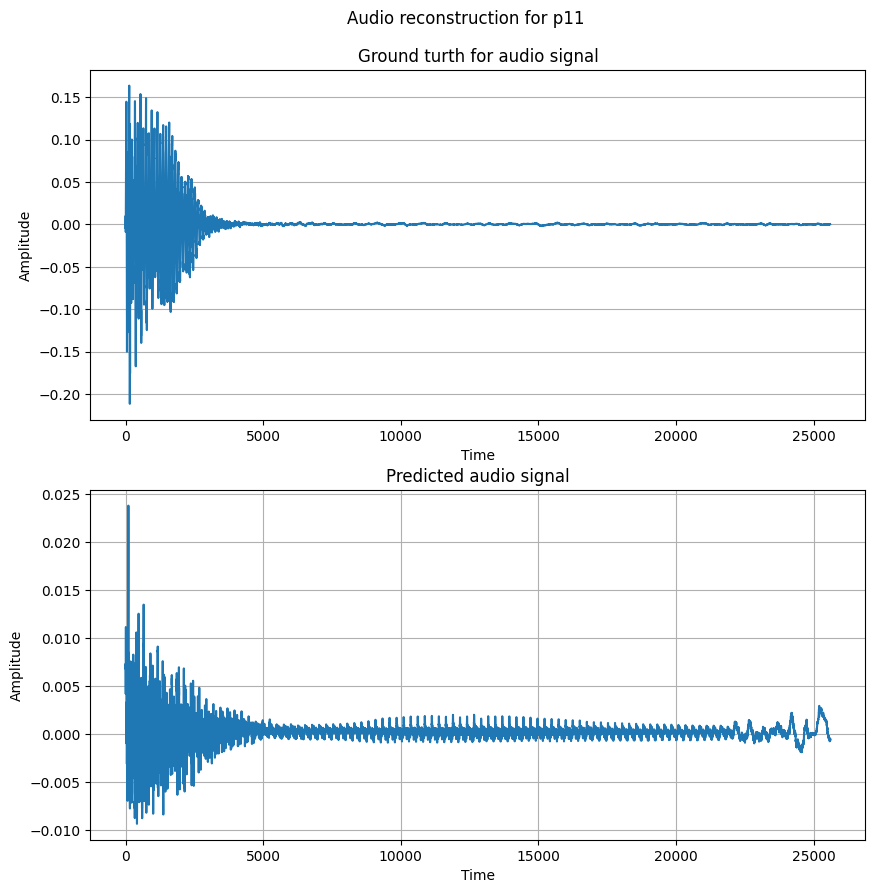 Audio reconstruction for p11
Ground turth for audio signal
0.15
0.10
0.05
0.00
−0.05
−0.10
−0.15
−0.20
Amplitude
0 5000 10000 15000 20000 25000
Time
Predicted audio signal
0.025
0.020
0.015
0.010
0.005
0.000
−0.005
−0.010
Amplitude
0 5000 10000 15000 20000 25000
Time